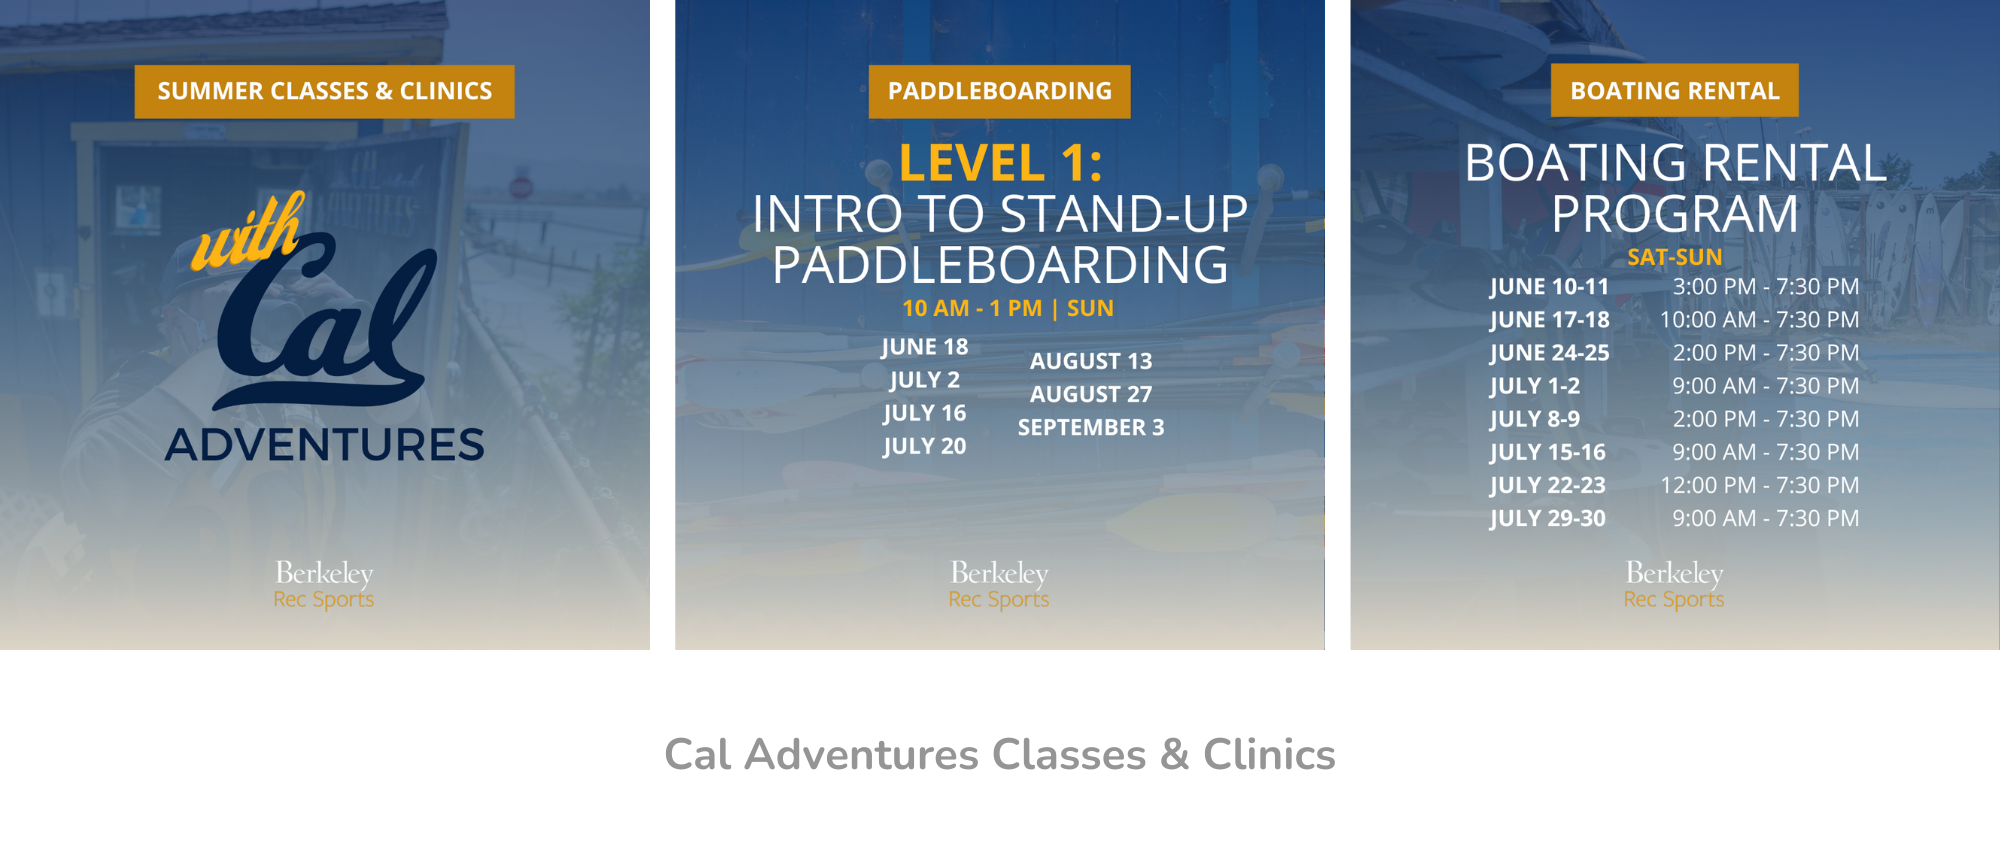 SUMMER CLASSES & CLINICS
with
Cal
ADVENTURES
Berkeley
Rec Sports
PADDLEBOARDING
LEVEL 1:
INTRO TO STAND-UP
PADDLEBOARDING
10 AM - 1 PM | SUN
JUNE 18
JULY 2
JULY 16
JULY 20
AUGUST 13
AUGUST 27
SEPTEMBER 3
Berkeley
Rec Sports
BOATING RENTAL
BOATING RENTAL
PROGRAM
SAT-SUN
JUNE 10-11 3:00 PM - 7:30 PM
JUNE 17-18 10:00 AM - 7:30 PM
JUNE 24-25 2:00 PM - 7:30 PM
JULY 1-2 9:00 AM - 7:30 PM
JULY 8-9 2:00 PM - 7:30 PM
JULY 15-16 9:00 AM - 7:30 PM
JULY 22-23 12:00 PM - 7:30 PM
JULY 29-30 9:00 AM - 7:30 PM
Berkeley
Rec Sports
Cal Adventures Classes & Clinics